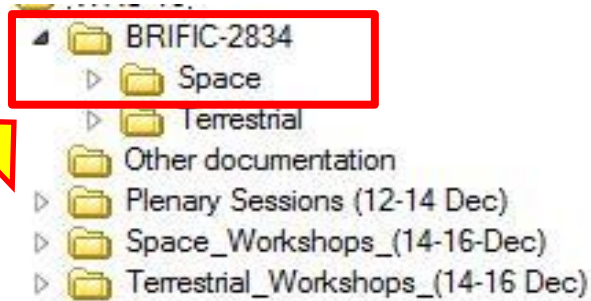 BRIFIC-2834
Space
Terrestrial
Other documentation
Plenary Sessions (12-14 Dec)
Space_Workshops_(14-16-Dec)
Terrestrial_Workshops_(14-16 Dec)